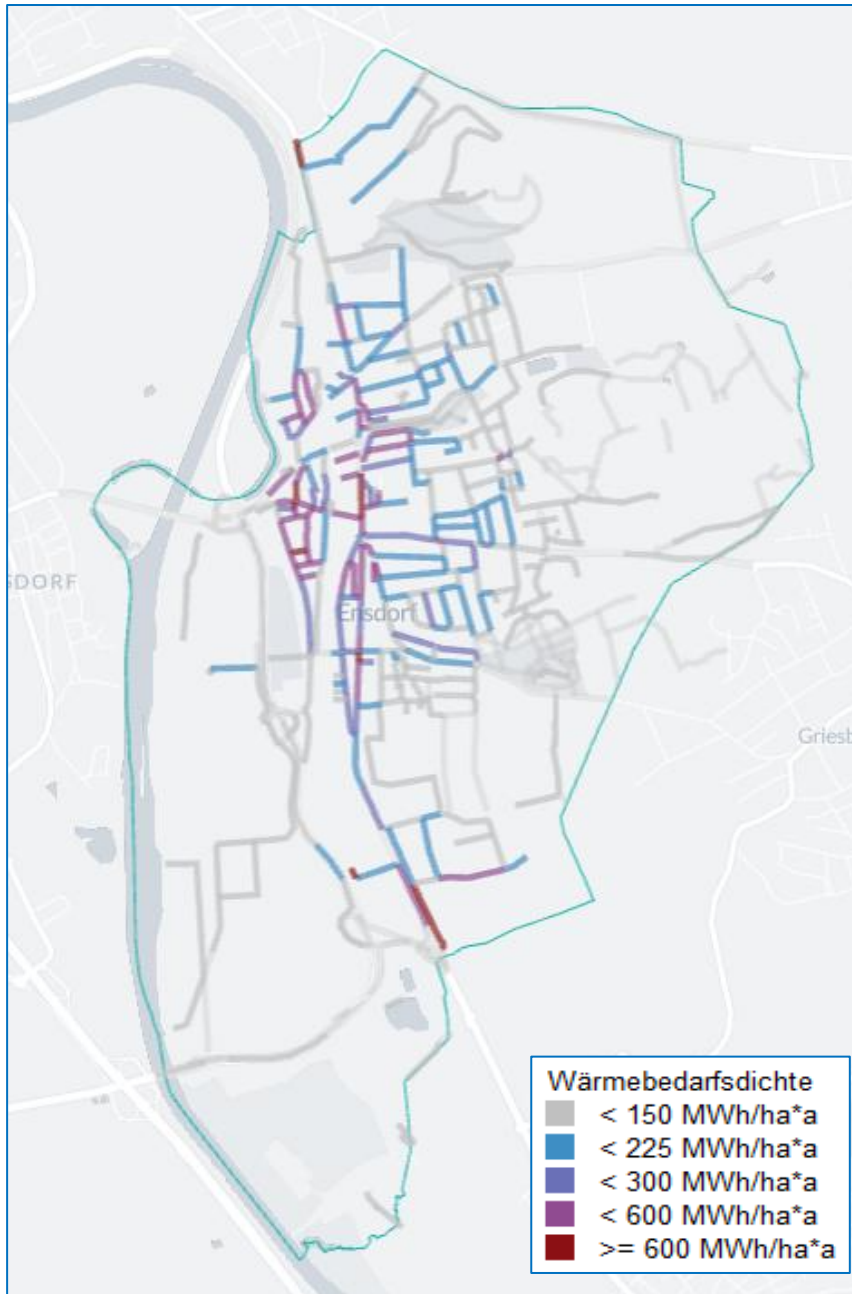 SDORF
Ensdorf
Griesb
Wärmebedarfsdichte
< 150 MWh/ha*a
< 225 MWh/ha*a
< 300 MWh/ha*a
< 600 MWh/ha*a
>= 600 MWh/ha*a